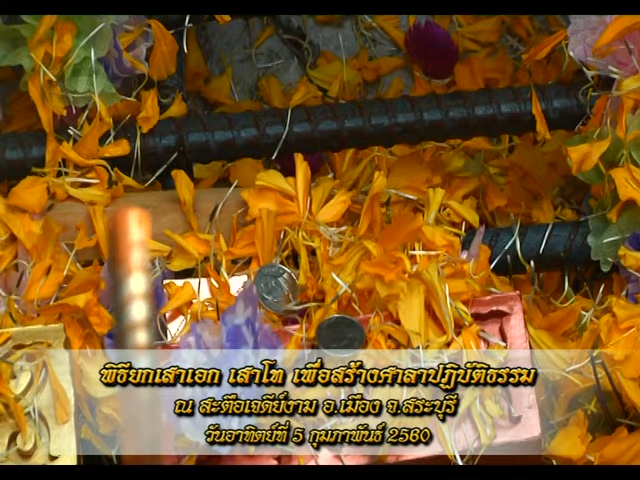 พิธียกเสาเอก เสาโท เพื่อสร้างศาลาปฏิบัติธรรม
ณ สะดือเจดีย์งาม อ.เมือง จ.สระบุรี
วันอาทิตย์ที่ 5 กุมภาพันธ์ 2560